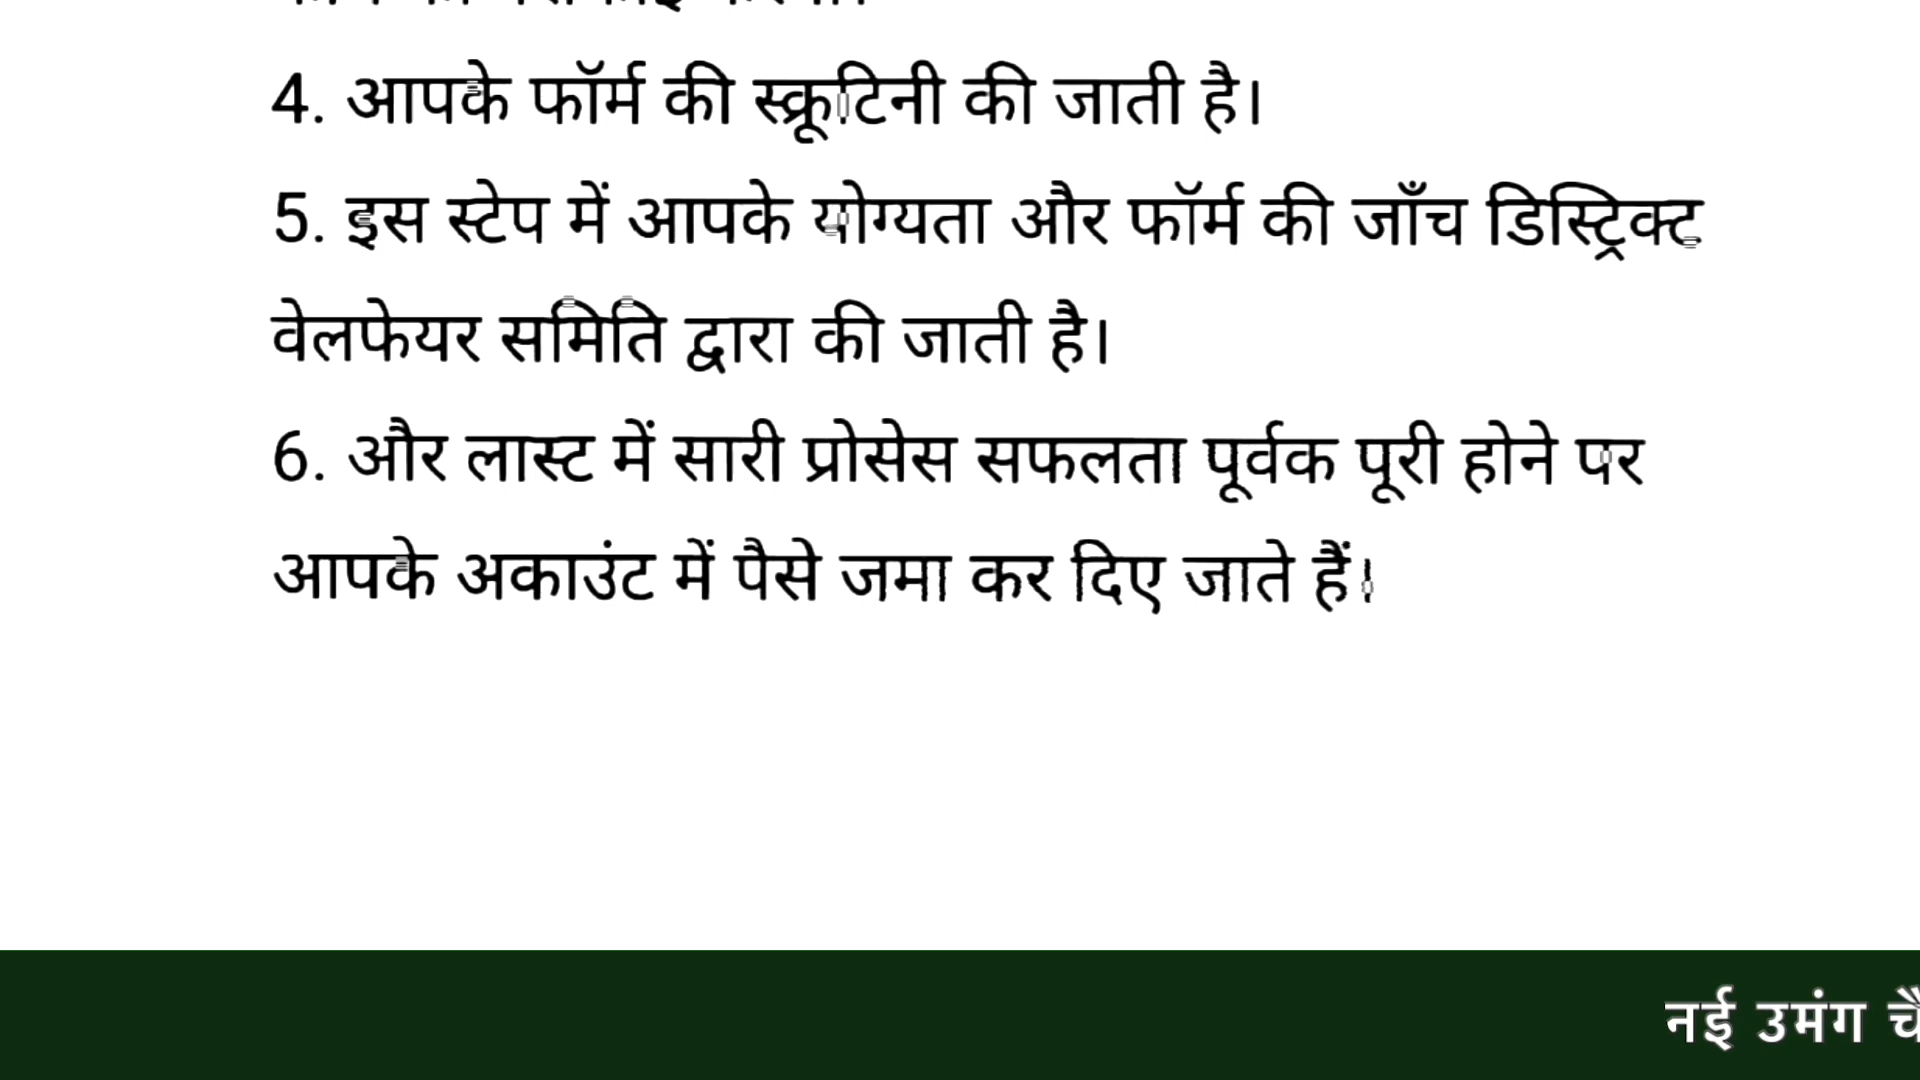 4. आपके फॉर्म की स्क्रूटिनी की जाती है।
5. इस स्टेप में आपके योग्यता और फॉर्म की जाँच डिस्ट्रिक्ट
वेलफेयर समिति द्वारा की जाती है।
6. और लास्ट में सारी प्रोसेस सफलता पूर्वक पूरी होने पर
आपके अकाउंट में पैसे जमा कर दिए जाते हैं।
नई उमंग